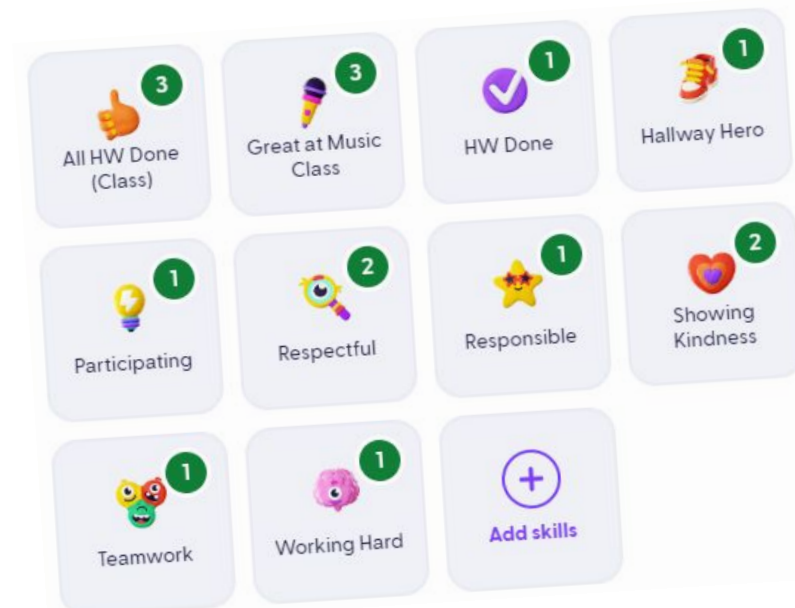 3
All HW Done
(Class)
3
Great at Music
Class
1
HW Done
1
Hallway Hero
1
Participating
2
Respectful
1
Responsible
2
Showing
Kindness
1
Teamwork
1
Working Hard
Add skills